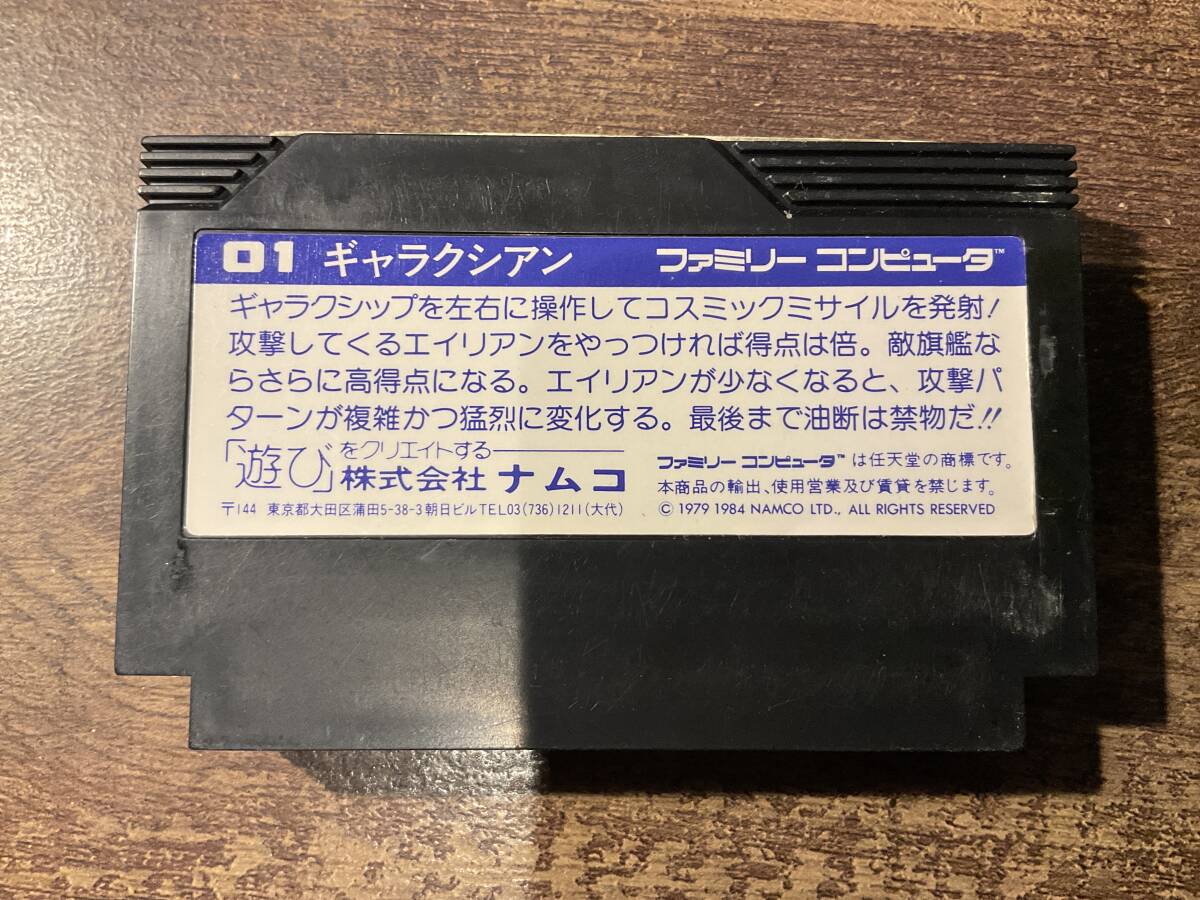 01 ギャラクシアン ファミリー コンピュータ™
ギャラクシップを左右に操作してコスミックミサイルを発射!
攻撃してくるエイリアンをやっつければ得点は倍。敵旗艦な
らさらに高得点になる。エイリアンが少なくなると、攻撃パ
ターンが複雑かつ猛烈に変化する。最後まで油断は禁物だ!!
「遊び」をクリエイトする
株式会社 ナムコ
〒144 東京都大田区蒲田5-38-3 朝日ビル TEL03(736)1211(大代)
ファミリー コンピュータ™ は任天堂の商標です。
本商品の輸出、使用営業及び賃貸を禁じます。
© 1979 1984 NAMCO LTD., ALL RIGHTS RESERVED